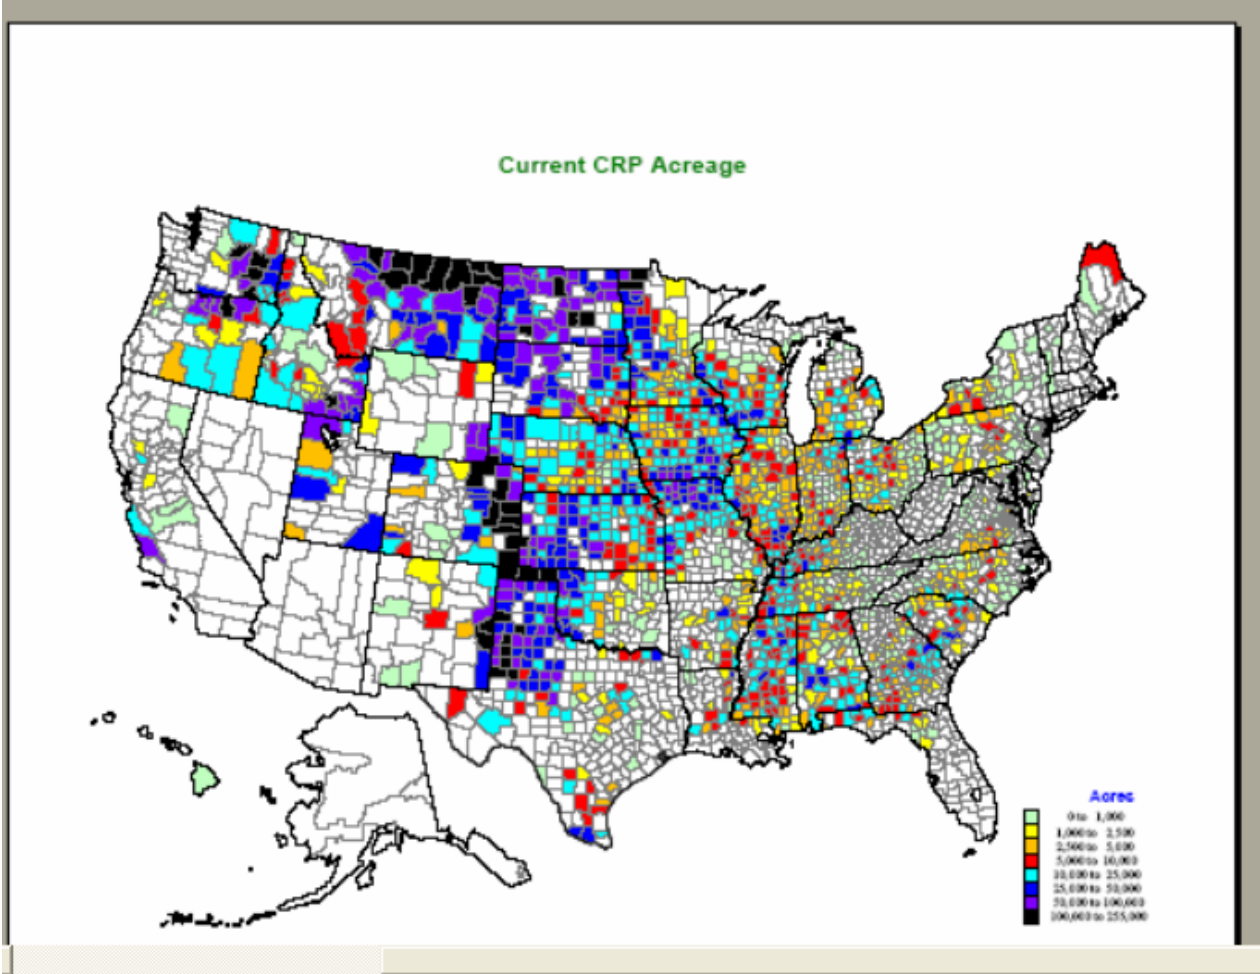 Current CRP Acreage
Acres
0 to 1,000
1,000 to 2,500
2,500 to 5,000
5,000 to 10,000
10,000 to 25,000
25,000 to 50,000
50,000 to 100,000
100,000 to 255,000